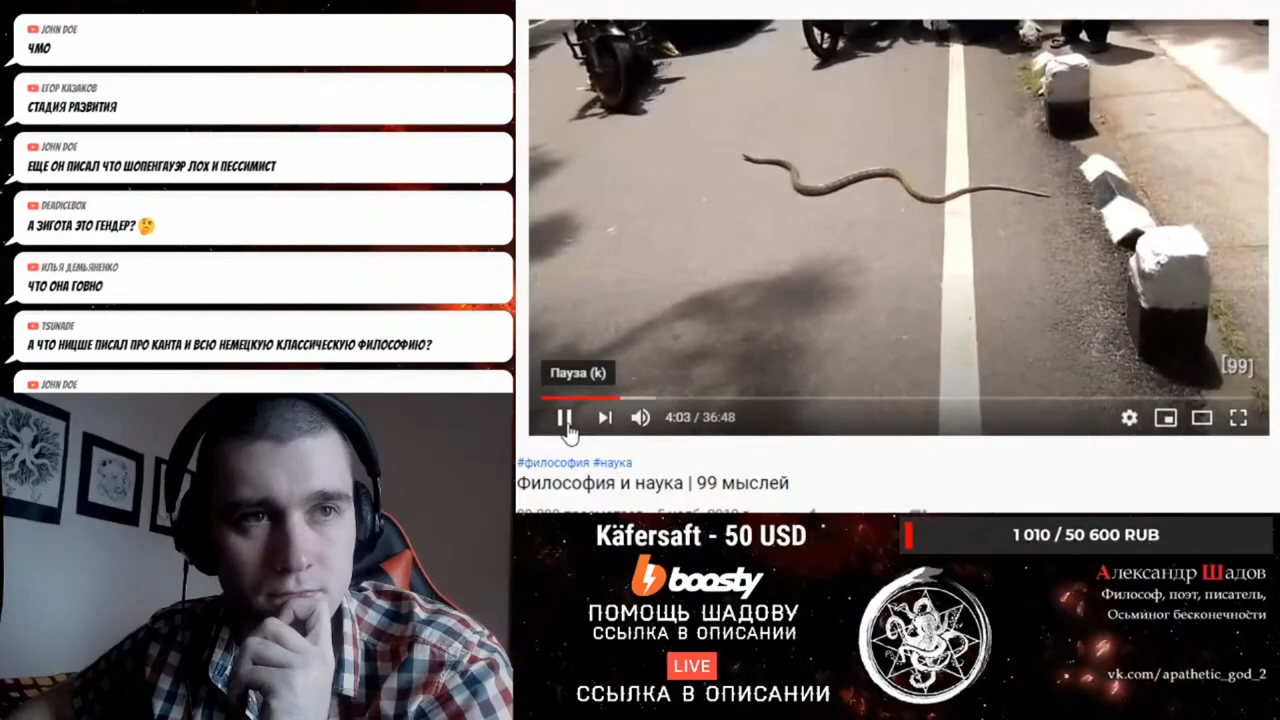 JOHN DOE
ЧМО
ЕГОР КАЗАКОВ
СТАДИЯ РАЗВИТИЯ
JOHN DOE
ЕЩЕ ОН ПИСАЛ ЧТО ШОПЕНГАУЭР ЛОХ И ПЕССИМИСТ
DEADICEBOX
А ЗИГОТА ЭТО ГЕНДЕР? 🤔
ИЛЬЯ ДЕМЬЯНЕНКО
ЧТО ОНА ГОВНО
TSUNADE
А ЧТО НИЦШЕ ПИСАЛ ПРО КАНТА И ВСЮ НЕМЕЦКУЮ КЛАССИЧЕСКУЮ ФИЛОСОФИЮ?
JOHN DOE
[99]
Пауза (k)
4:03 / 36:48
#философия #наука
Философия и наука | 99 мыслей
Käfersaft - 50 USD
boosty
ПОМОЩЬ ШАДОВУ
ССЫЛКА В ОПИСАНИИ
LIVE
ССЫЛКА В ОПИСАНИИ
1 010 / 50 600 RUB
Александр Шадов
Философ, поэт, писатель,
Осьминог бесконечности
vk.com/apathetic_god_2